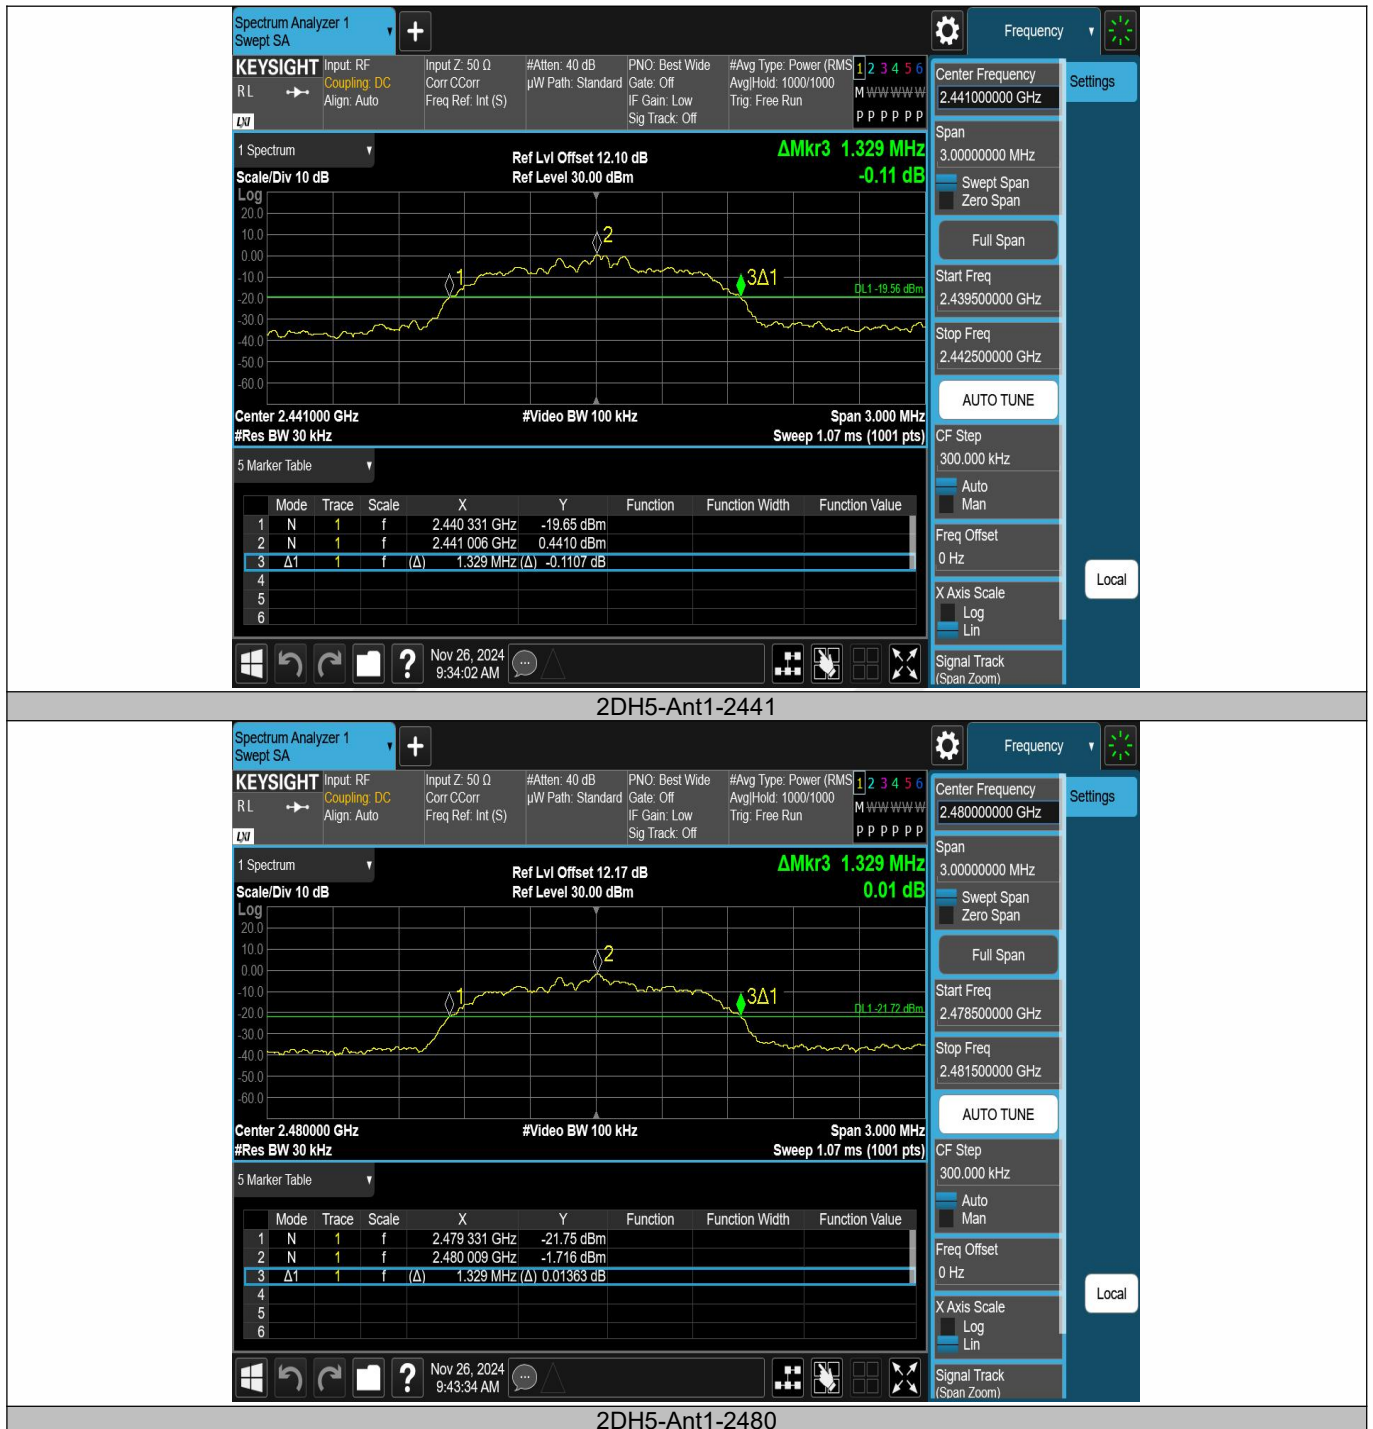 Spectrum Analyzer 1
Swept SA
+
Frequency
KEYSIGHT
RL
LXI
Input: RF
Coupling: DC
Align: Auto
Input Z: 50 Ω
Corr CCorr
Freq Ref: Int (S)
#Atten: 40 dB
µW Path: Standard
PNO: Best Wide
Gate: Off
IF Gain: Low
Sig Track: Off
#Avg Type: Power (RMS
Avg|Hold: 1000/1000
Trig: Free Run
1 2 3 4 5 6
M W W W W W
P P P P P P
Center Frequency
2.441000000 GHz
Settings
Span
3.00000000 MHz
Swept Span
Zero Span
Full Span
Start Freq
2.439500000 GHz
Stop Freq
2.442500000 GHz
AUTO TUNE
CF Step
300.000 kHz
Auto
Man
Freq Offset
0 Hz
X Axis Scale
Log
Lin
Signal Track
(Span Zoom)
Local
1 Spectrum
Scale/Div 10 dB
Ref Lvl Offset 12.10 dB
Ref Level 30.00 dBm
ΔMkr3 1.329 MHz
-0.11 dB
Log
20.0
10.0
0.00
-10.0
-20.0
-30.0
-40.0
-50.0
-60.0
1
2
3Δ1
DL1 -19.56 dBm
Center 2.441000 GHz
#Video BW 100 kHz
Span 3.000 MHz
#Res BW 30 kHz
Sweep 1.07 ms (1001 pts)
5 Marker Table
Mode Trace Scale X Y Function Function Width Function Value
1 N 1 f 2.440 331 GHz -19.65 dBm
2 N 1 f 2.441 006 GHz 0.4410 dBm
3 Δ1 1 f (Δ) 1.329 MHz (Δ) -0.1107 dB
4
5
6
?
Nov 26, 2024
9:34:02 AM
2DH5-Ant1-2441
Spectrum Analyzer 1
Swept SA
+
Frequency
KEYSIGHT
RL
LXI
Input: RF
Coupling: DC
Align: Auto
Input Z: 50 Ω
Corr CCorr
Freq Ref: Int (S)
#Atten: 40 dB
µW Path: Standard
PNO: Best Wide
Gate: Off
IF Gain: Low
Sig Track: Off
#Avg Type: Power (RMS
Avg|Hold: 1000/1000
Trig: Free Run
1 2 3 4 5 6
M W W W W W
P P P P P P
Center Frequency
2.480000000 GHz
Settings
Span
3.00000000 MHz
Swept Span
Zero Span
Full Span
Start Freq
2.478500000 GHz
Stop Freq
2.481500000 GHz
AUTO TUNE
CF Step
300.000 kHz
Auto
Man
Freq Offset
0 Hz
X Axis Scale
Log
Lin
Signal Track
(Span Zoom)
Local
1 Spectrum
Scale/Div 10 dB
Ref Lvl Offset 12.17 dB
Ref Level 30.00 dBm
ΔMkr3 1.329 MHz
0.01 dB
Log
20.0
10.0
0.00
-10.0
-20.0
-30.0
-40.0
-50.0
-60.0
1
2
3Δ1
DL1 -21.72 dBm
Center 2.480000 GHz
#Video BW 100 kHz
Span 3.000 MHz
#Res BW 30 kHz
Sweep 1.07 ms (1001 pts)
5 Marker Table
Mode Trace Scale X Y Function Function Width Function Value
1 N 1 f 2.479 331 GHz -21.75 dBm
2 N 1 f 2.480 009 GHz -1.716 dBm
3 Δ1 1 f (Δ) 1.329 MHz (Δ) 0.01363 dB
4
5
6
?
Nov 26, 2024
9:43:34 AM
2DH5-Ant1-2480